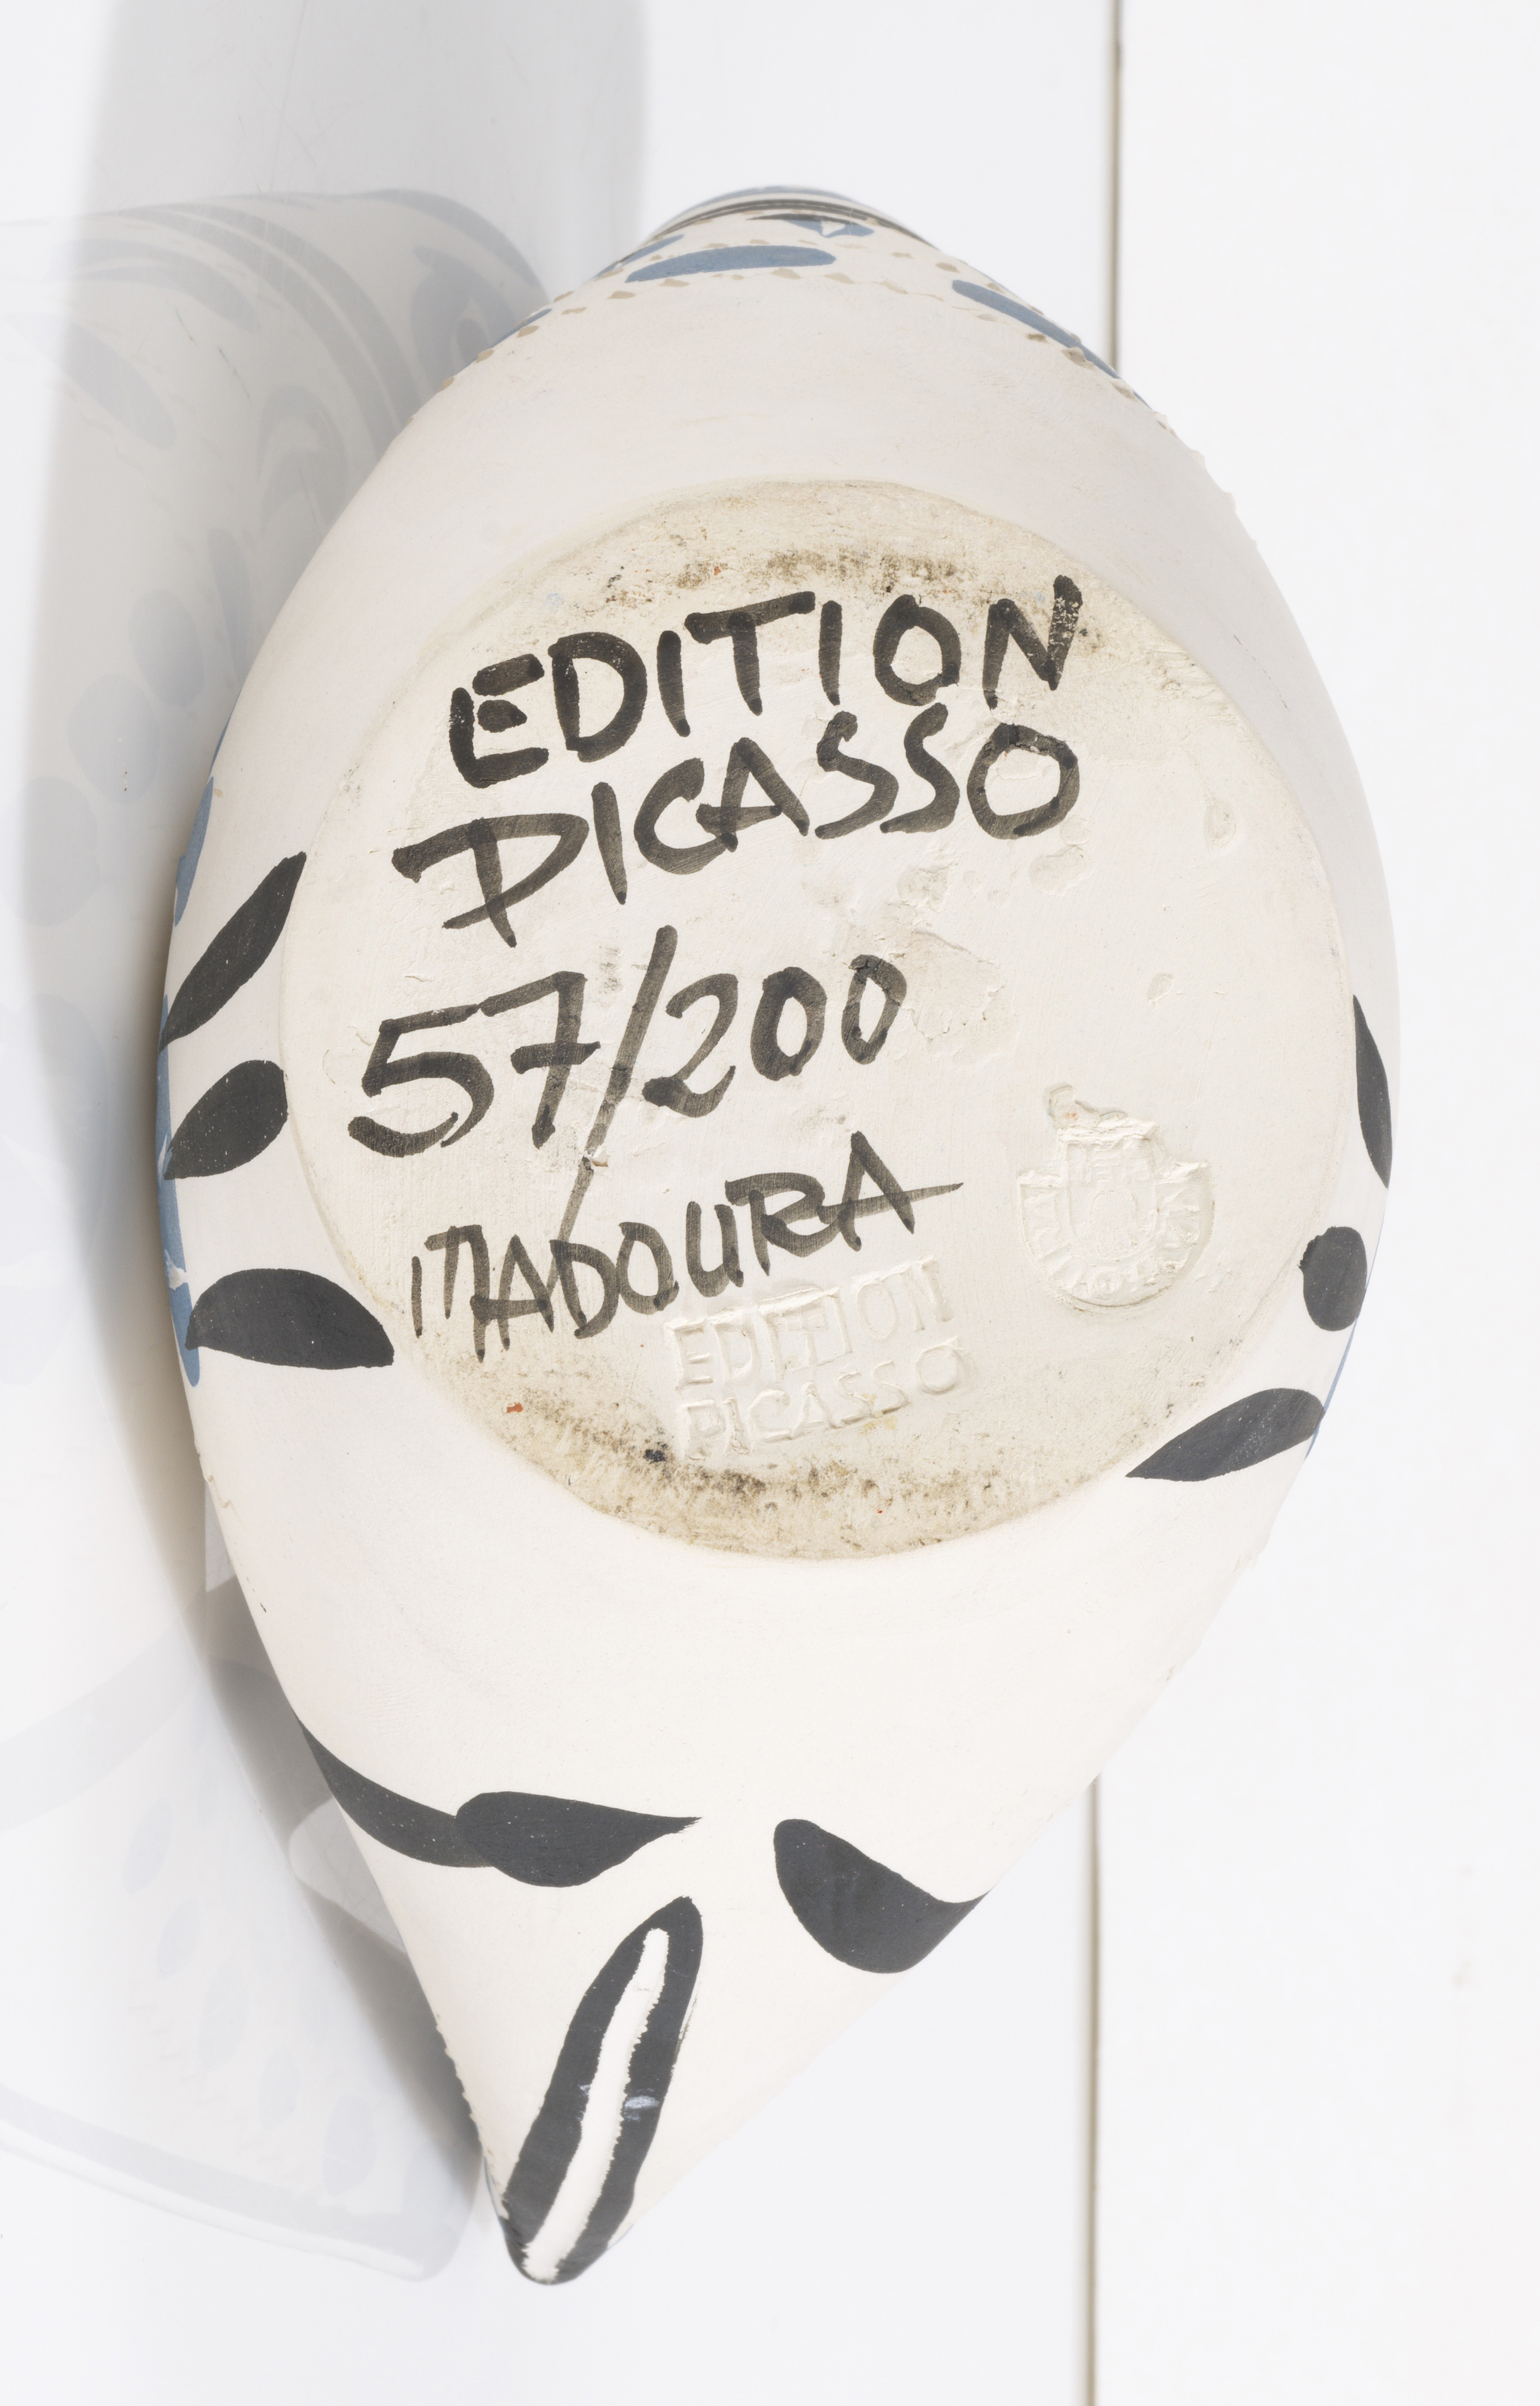 EDITION
PICASSO
57/200
MADOURA
EDITION
PICASSO